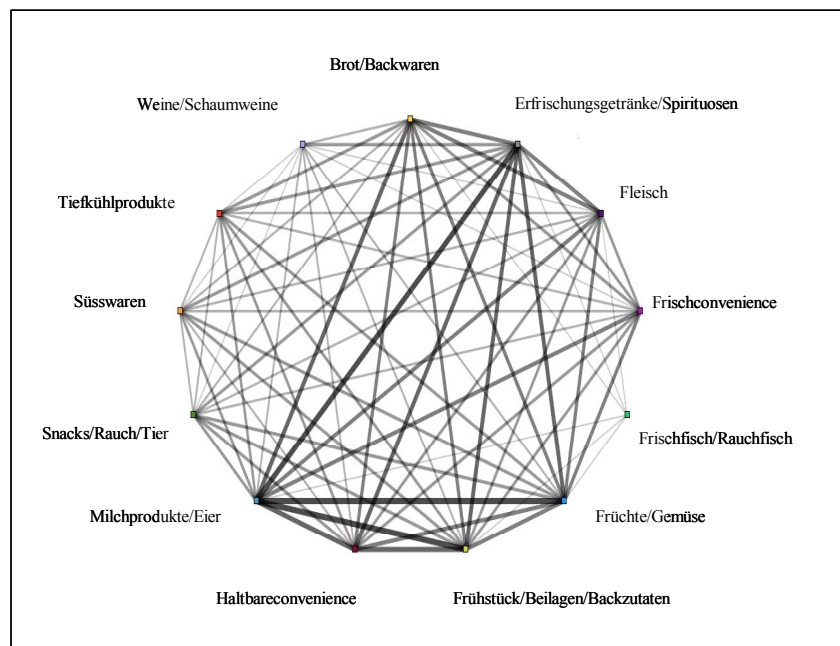 Brot/Backwaren
Weine/Schaumweine
Erfrischungsgetränke/Spirituosen
Fleisch
Tiefkühlprodukte
Süsswaren
Frischconvenience
Snacks/Rauch/Tier
Frischfisch/Rauchfisch
Milchprodukte/Eier
Früchte/Gemüse
Haltbareconvenience
Frühstück/Beilagen/Backzutaten